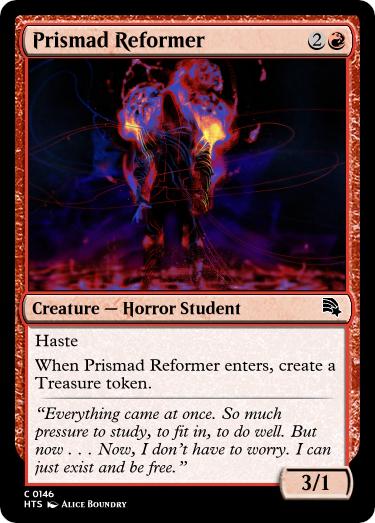 Prismad Reformer 2
Creature — Horror Student
Haste
When Prismad Reformer enters, create a
Treasure token.
“Everything came at once. So much
pressure to study, to fit in, to do well. But
now . . . Now, I don’t have to worry. I can
just exist and be free.”
3/1
C 0146
HTS Alice Boundry